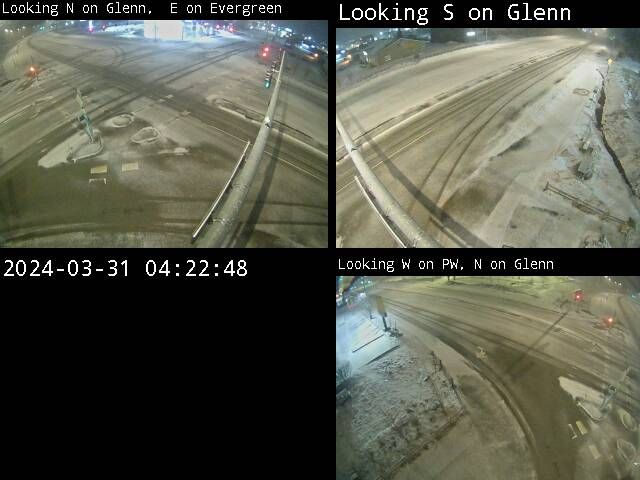 Looking N on Glenn, E on Evergreen
Looking S on Glenn
2024-03-31 04:22:48
Looking W on PW, N on Glenn